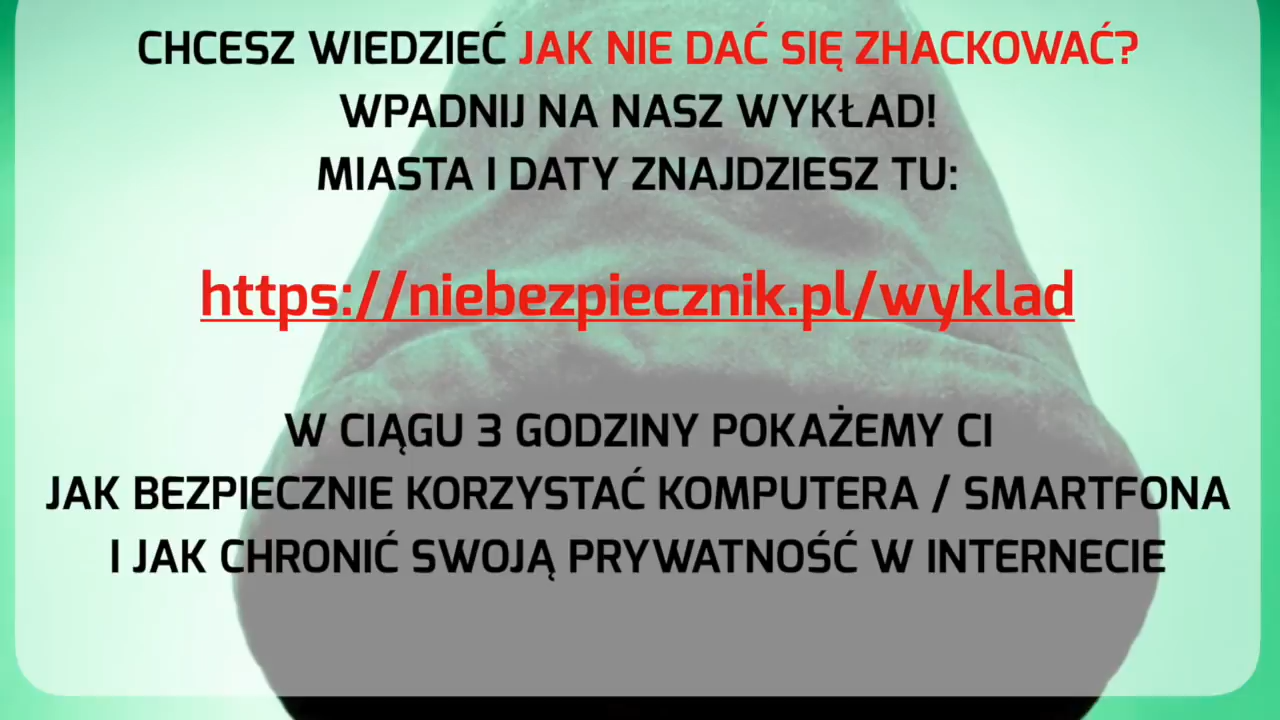 CHCESZ WIEDZIEĆ JAK NIE DAĆ SIĘ ZHACKOWAĆ?
WPADNIJ NA NASZ WYKŁAD!
MIASTA I DATY ZNAJDZIESZ TU:
https://niebezpiecznik.pl/wyklad
W CIĄGU 3 GODZINY POKAŻEMY CI
JAK BEZPIECZNIE KORZYSTAĆ KOMPUTERA / SMARTFONA
I JAK CHRONIĆ SWOJĄ PRYWATNOŚĆ W INTERNECIE